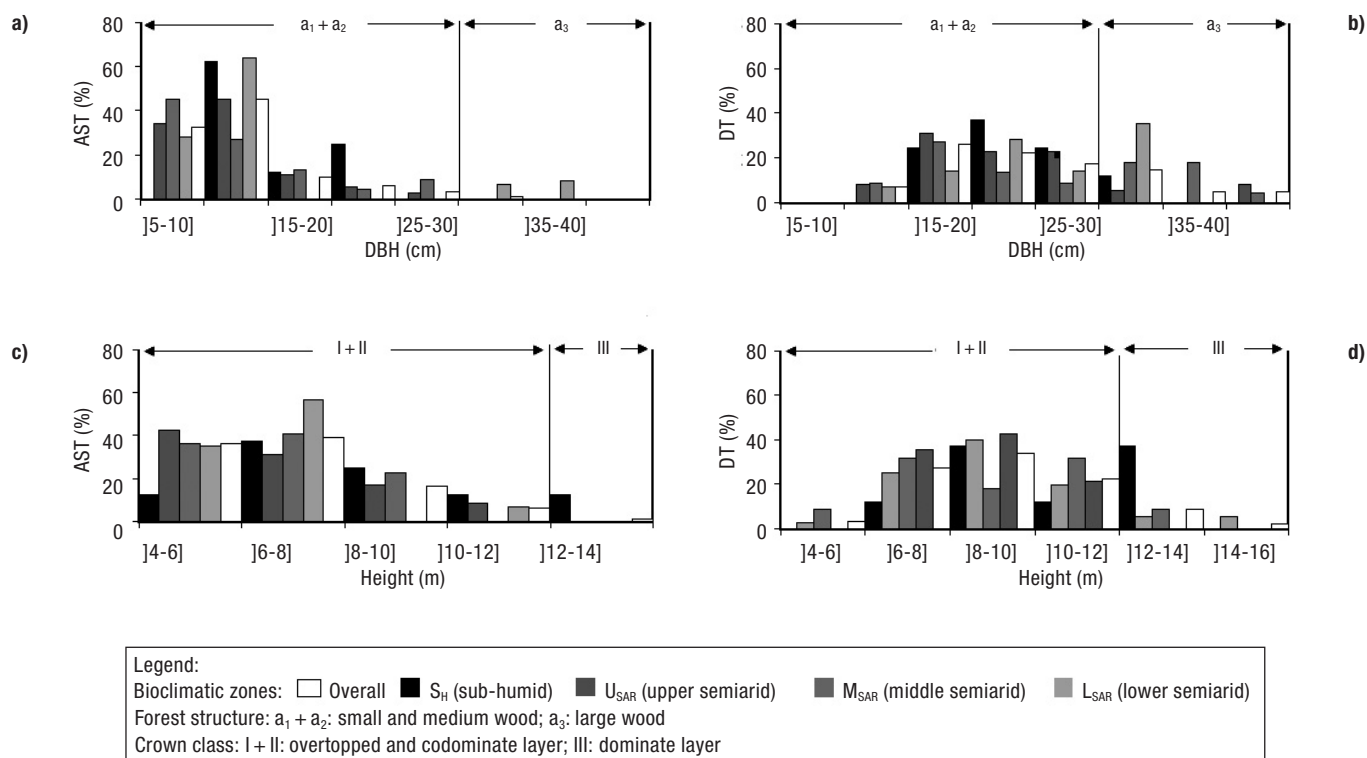 a)
80
60
40
20
0
AST (%)
a₁ + a₂
a₃
]5-10]
]15-20]
]25-30]
]35-40]
DBH (cm)
b)
80
60
40
20
0
DT (%)
a₁ + a₂
a₃
]5-10]
]15-20]
]25-30]
]35-40]
DBH (cm)
c)
80
60
40
20
0
AST (%)
I + II
III
]4-6]
]6-8]
]8-10]
]10-12]
]12-14]
Height (m)
d)
80
60
40
20
0
DT (%)
I + II
III
]4-6]
]6-8]
]8-10]
]10-12]
]12-14]
]14-16]
Height (m)
Legend:
Bioclimatic zones: Overall S_H (sub-humid) U_SAR (upper semiarid) M_SAR (middle semiarid) L_SAR (lower semiarid)
Forest structure: a₁ + a₂: small and medium wood; a₃: large wood
Crown class: I + II: overtopped and codominate layer; III: dominate layer